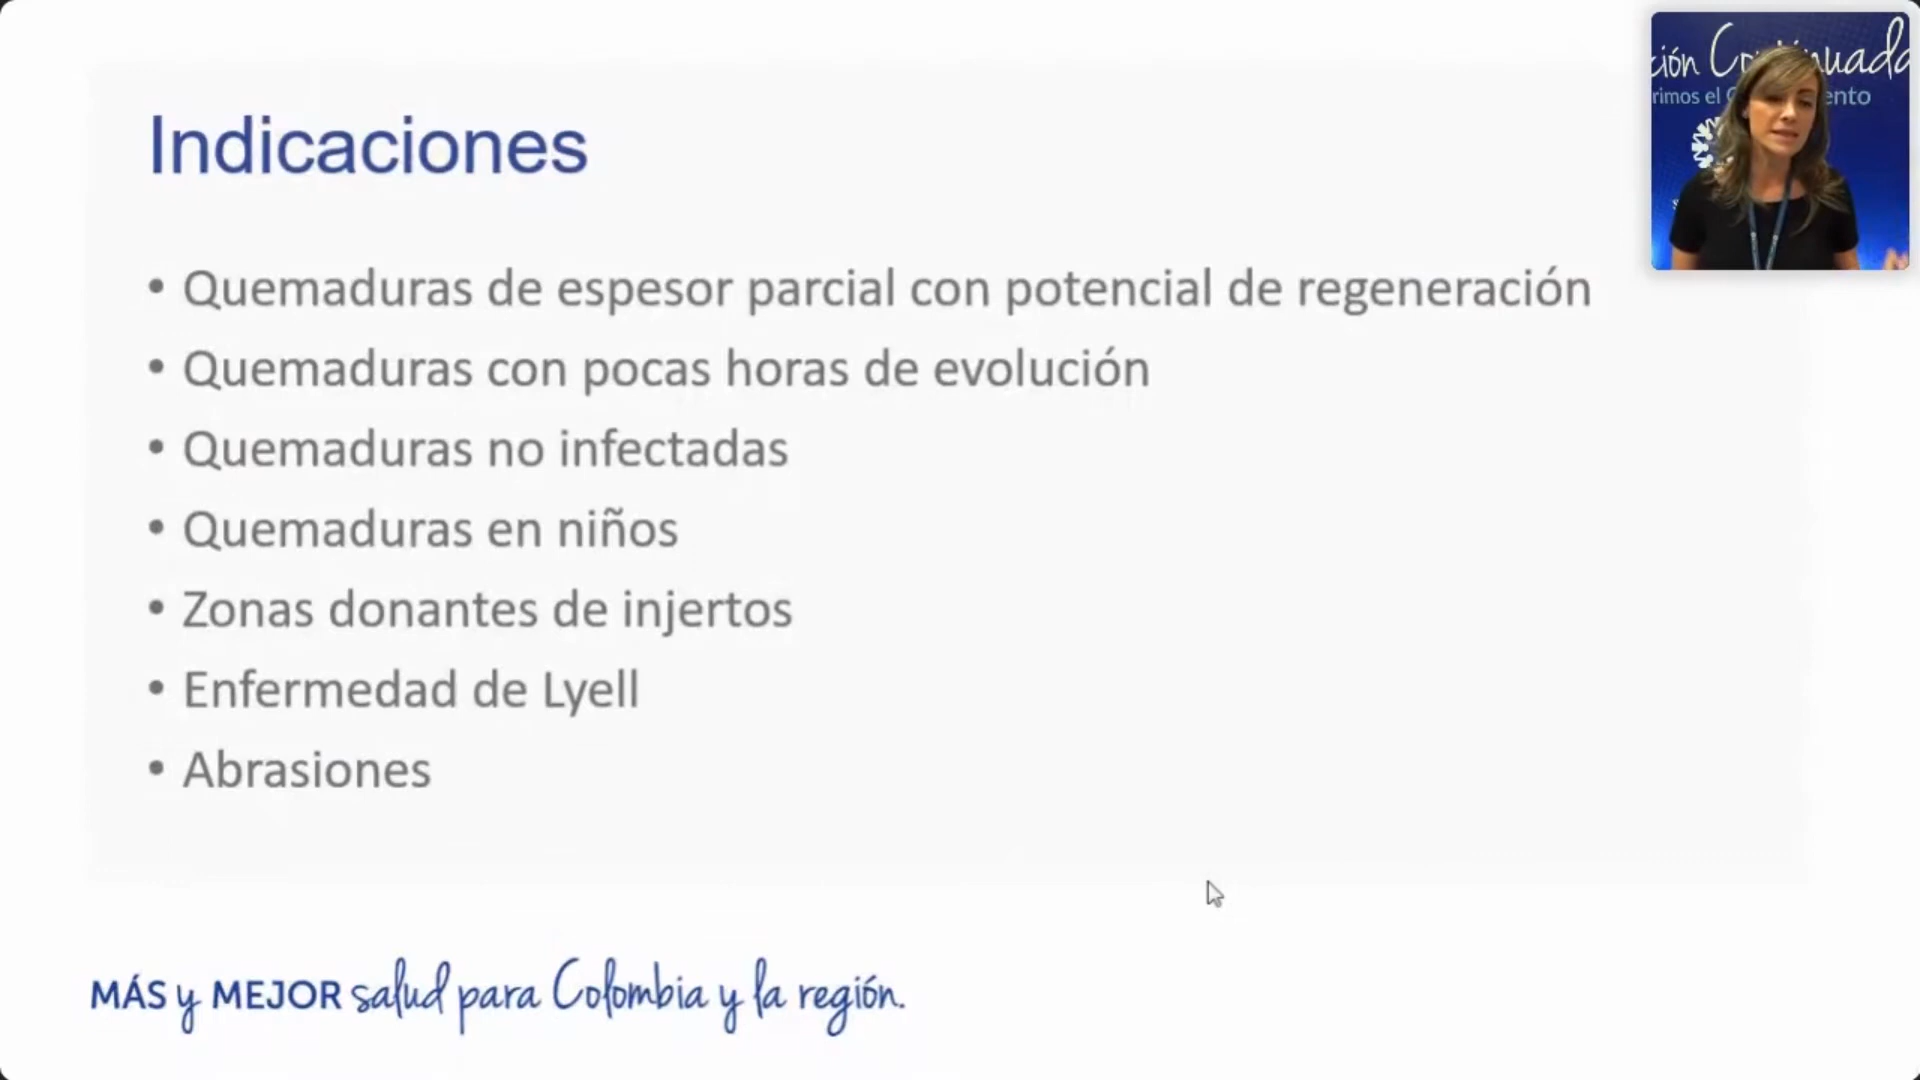 Indicaciones
• Quemaduras de espesor parcial con potencial de regeneración
• Quemaduras con pocas horas de evolución
• Quemaduras no infectadas
• Quemaduras en niños
• Zonas donantes de injertos
• Enfermedad de Lyell
• Abrasiones
MÁS y MEJOR salud para Colombia y la región.
ción
rimos el